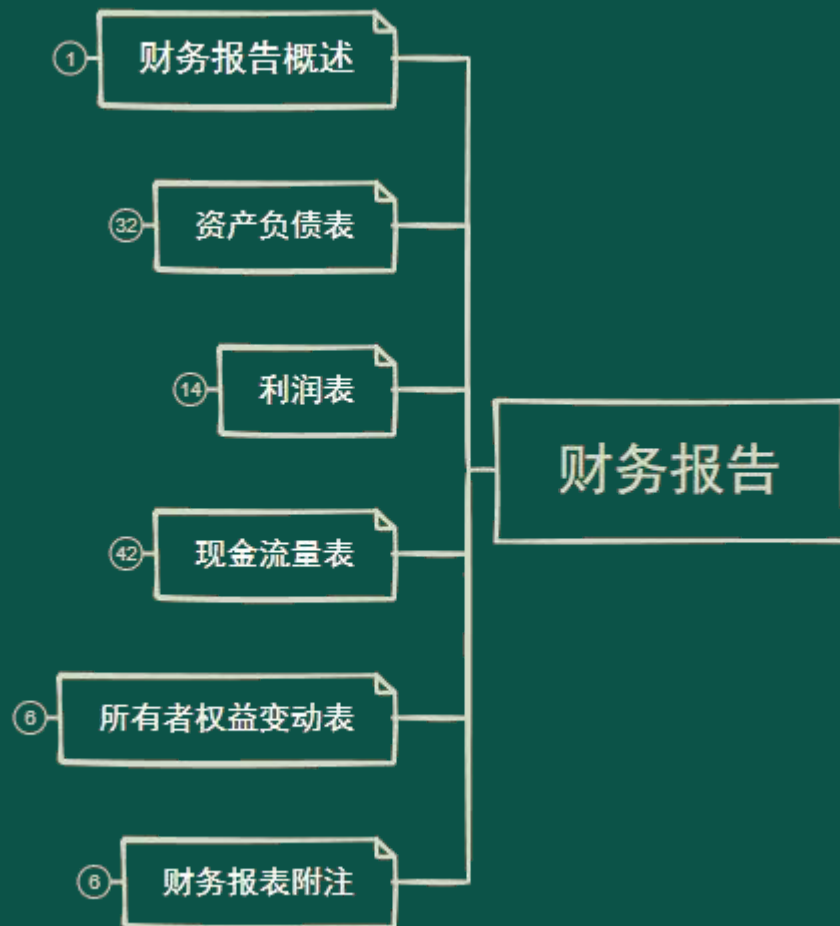 ① 财务报告概述
㉜ 资产负债表
⑭ 利润表
财务报告
㊷ 现金流量表
⑥ 所有者权益变动表
⑥ 财务报表附注